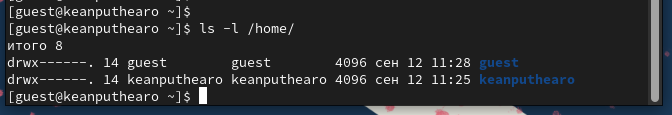 [guest@keanputhearo ~]$
[guest@keanputhearo ~]$ ls -l /home/
итого 8
drwx------. 14 guest       guest       4096 сен 12 11:28 guest
drwx------. 14 keanputhearo keanputhearo 4096 сен 12 11:25 keanputhearo
[guest@keanputhearo ~]$